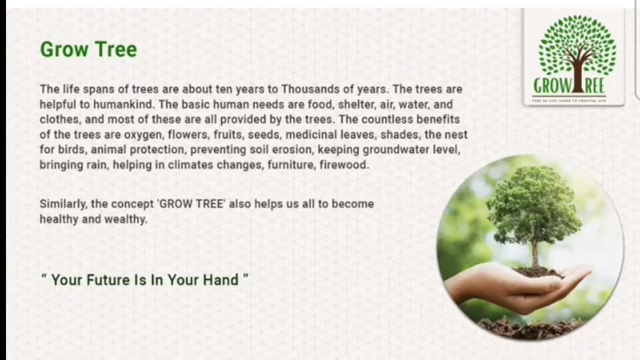 Grow Tree
GROW TREE
The life spans of trees are about ten years to Thousands of years. The trees are
helpful to humankind. The basic human needs are food, shelter, air, water, and
clothes, and most of these are all provided by the trees. The countless benefits
of the trees are oxygen, flowers, fruits, seeds, medicinal leaves, shades, the nest
for birds, animal protection, preventing soil erosion, keeping groundwater level,
bringing rain, helping in climates changes, furniture, firewood.
Similarly, the concept 'GROW TREE' also helps us all to become
healthy and wealthy.
“ Your Future Is In Your Hand ”